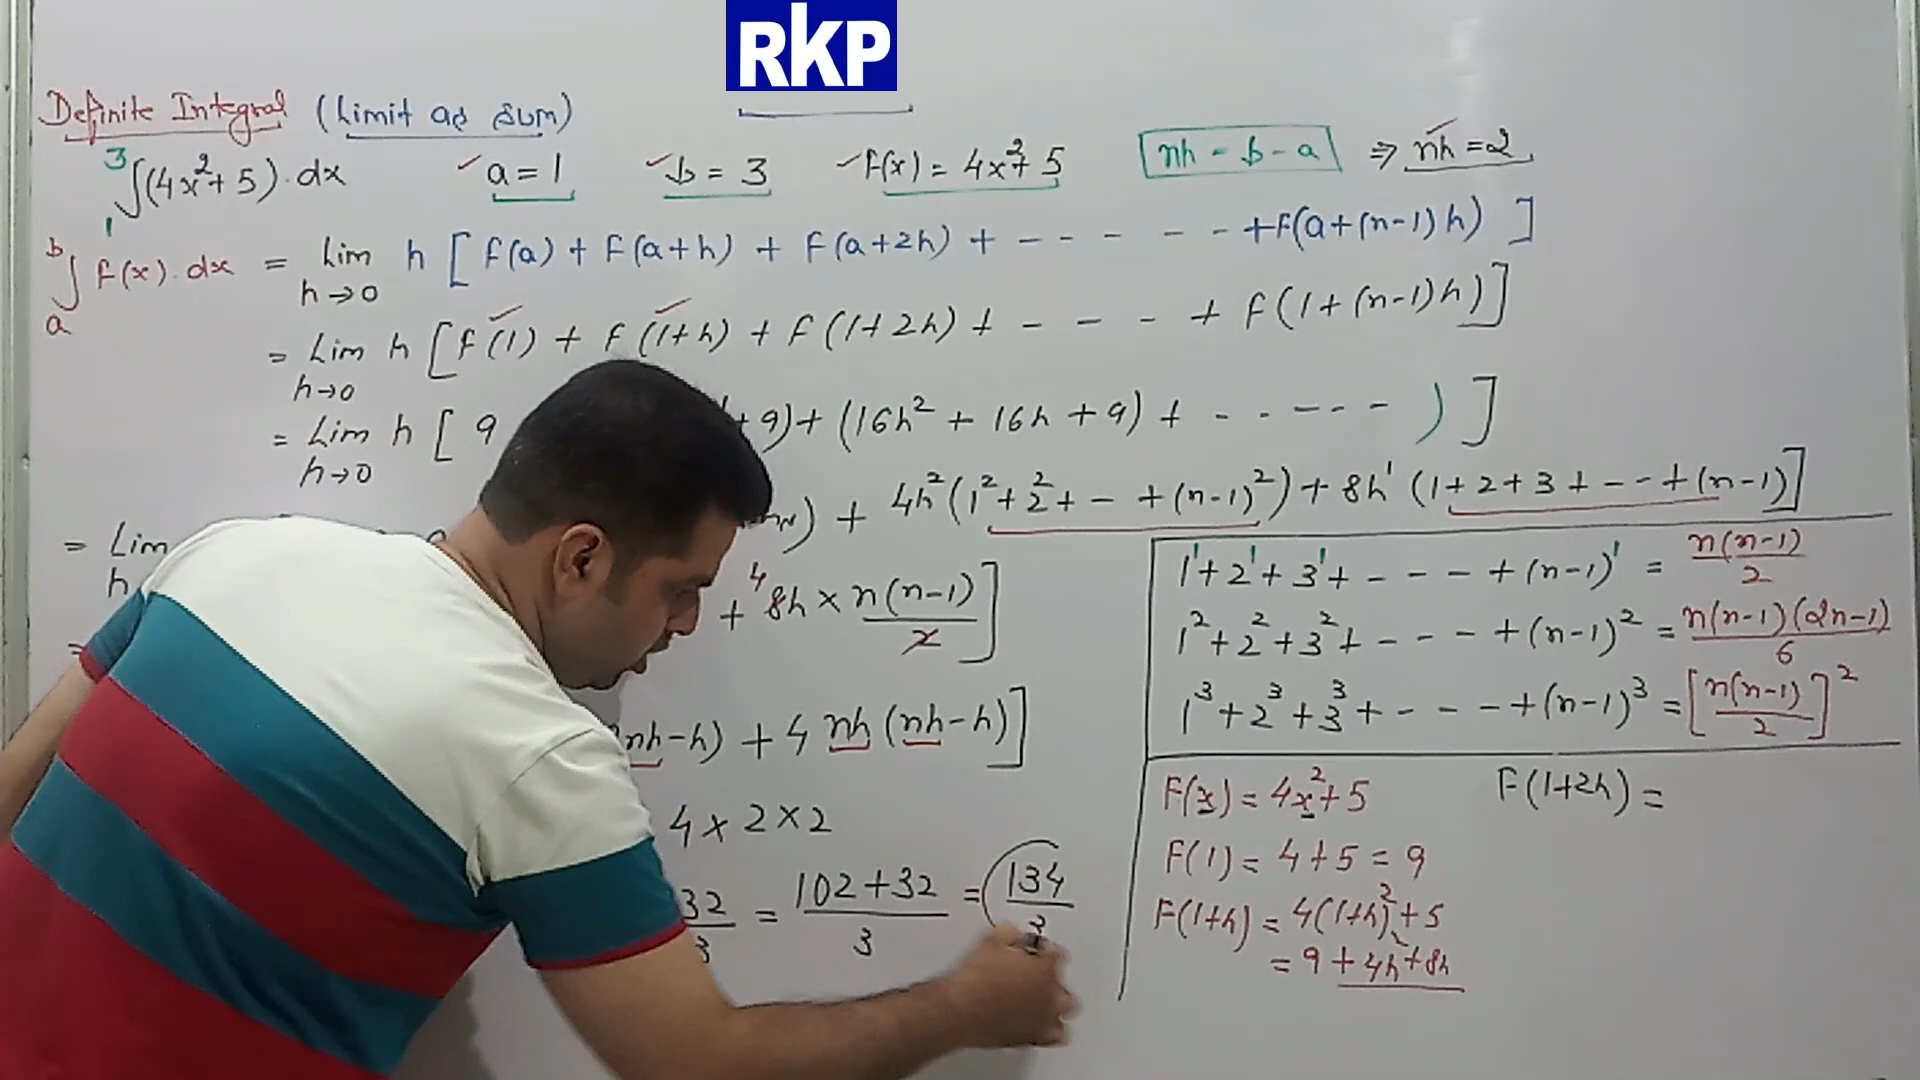 RKP
Definite Integral (Limit as Sum)
3∫1 (4x²+5).dx  a=1  b=3  f(x)=4x²+5  nh=b-a ⇒ nh=2
b∫a f(x).dx = Lim h→0 h [f(a)+f(a+h)+f(a+2h)+-----+f(a+(n-1)h)]
= Lim h→0 h [f(1)+f(1+h)+f(1+2h)+---+f(1+(n-1)h)]
= Lim h→0 h [9 +9)+(16h²+16h+9)+-----)]
= Lim h ) + 4h²(1²+2²+-+(n-1)²)+8h¹(1+2+3+--+(n-1)]
+ 4 8h × n(n-1)/2]
=
nh-h)+4nh(nh-h)]
4×2×2
32/3 = 102+32/3 = 134/3
1¹+2¹+3¹+---+(n-1)¹ = n(n-1)/2
1²+2²+3²+---+(n-1)² = n(n-1)(2n-1)/6
1³+2³+3³+---+(n-1)³ = [n(n-1)/2]²
F(x)=4x²+5  F(1+2h)=
F(1)=4+5=9
F(1+h)=4(1+h)²+5
=9+4h²+8h